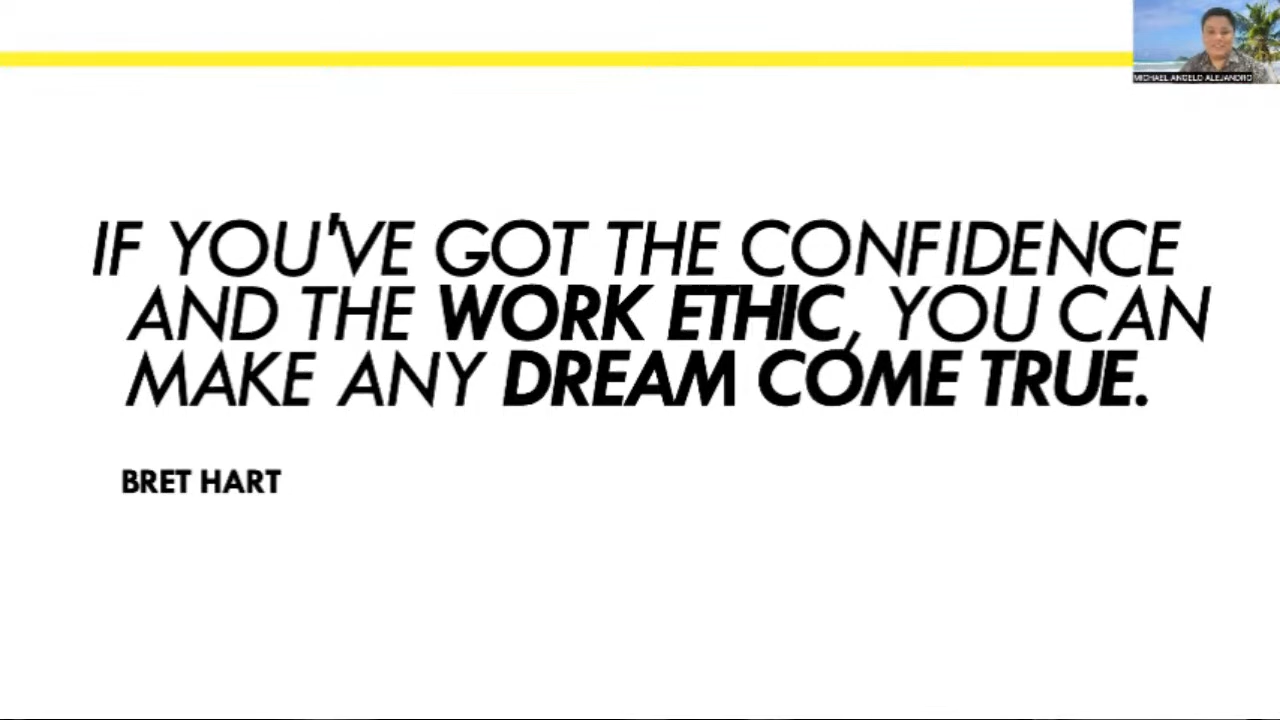 MICHAEL ANGELO ALEJANDRO
IF YOU'VE GOT THE CONFIDENCE
AND THE WORK ETHIC, YOU CAN
MAKE ANY DREAM COME TRUE.
BRET HART